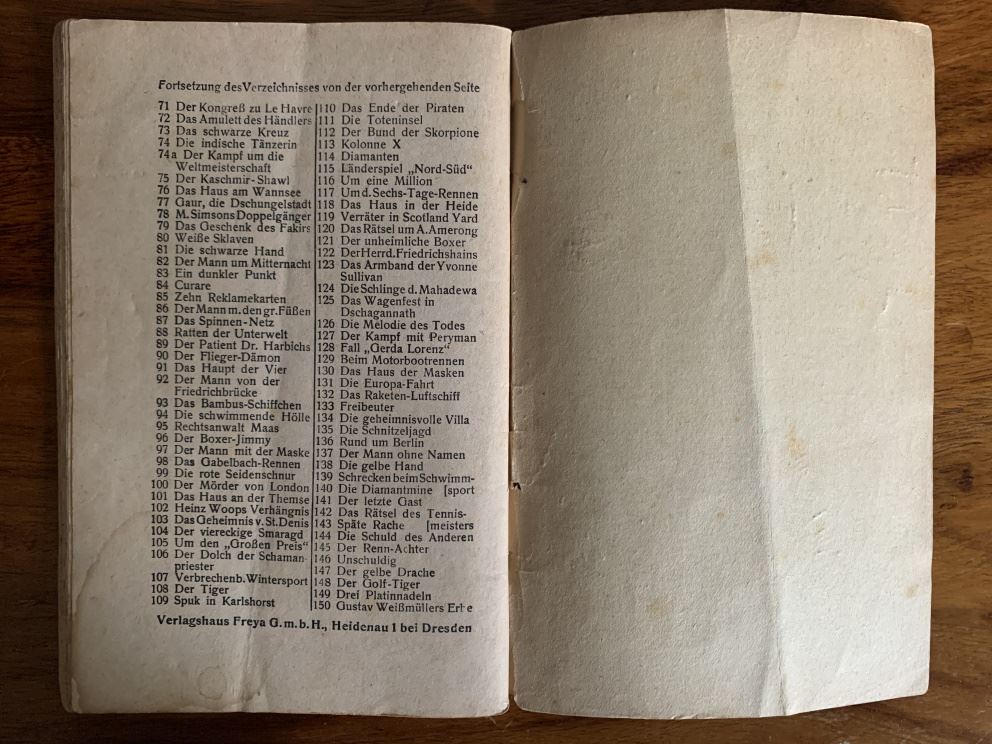 Fortsetzung des Verzeichnisses von der vorhergehenden Seite
71 Der Kongreß zu Le Havre
72 Das Amulett des Händlers
73 Das schwarze Kreuz
74 Die indische Tänzerin
74a Der Kampf um die
Weltmeisterschaft
75 Der Kaschmir-Shawl
76 Das Haus am Wannsee
77 Gaur, die Dschungelstadt
78 M. Simsons Doppelgänger
79 Das Geschenk des Fakirs
80 Weiße Sklaven
81 Die schwarze Hand
82 Der Mann um Mitternacht
83 Ein dunkler Punkt
84 Curare
85 Zehn Reklamekarten
86 Der Mann m. den gr. Füßen
87 Das Spinnen-Netz
88 Ratten der Unterwelt
89 Der Patient Dr. Harbichs
90 Der Flieger-Dämon
91 Das Haupt der Vier
92 Der Mann von der
Friedrichbrücke
93 Das Bambus-Schiffchen
94 Die schwimmende Hölle
95 Rechtsanwalt Maas
96 Der Boxer-Jimmy
97 Der Mann mit der Maske
98 Das Gabelbach-Rennen
99 Die rote Seidenschnur
100 Der Mörder von London
101 Das Haus an der Themse
102 Heinz Woops Verhängnis
103 Das Geheimnis v. St. Denis
104 Der viereckige Smaragd
105 Um den „Großen Preis“
106 Der Dolch der Schaman-
priester
107 Verbrechen b. Wintersport
108 Der Tiger
109 Spuk in Karlshorst
110 Das Ende der Piraten
111 Die Toteninsel
112 Der Bund der Skorpione
113 Kolonne X
114 Diamanten
115 Länderspiel „Nord-Süd“
116 Um eine Million
117 Um d. Sechs-Tage-Rennen
118 Das Haus in der Heide
119 Verräter in Scotland Yard
120 Das Rätsel um A. Amerong
121 Der unheimliche Boxer
122 Der Herr d. Friedrichshains
123 Das Armband der Yvonne
Sullivan
124 Die Schlinge d. Mahadewa
125 Das Wagenfest in
Dschagannath
126 Die Melodie des Todes
127 Der Kampf mit Peryman
128 Fall „Gerda Lorenz“
129 Beim Motorbootrennen
130 Das Haus der Masken
131 Die Europa-Fahrt
132 Das Raketen-Luftschiff
133 Freibeuter
134 Die geheimnisvolle Villa
135 Die Schnitzeljagd
136 Rund um Berlin
137 Der Mann ohne Namen
138 Die gelbe Hand
139 Schrecken beim Schwimm-
140 Die Diamantmine [sport
141 Der letzte Gast
142 Das Rätsel des Tennis-
143 Späte Rache [meisters
144 Die Schuld des Anderen
145 Der Renn-Achter
146 Unschuldig
147 Der gelbe Drache
148 Der Golf-Tiger
149 Drei Platinnadeln
150 Gustav Weißmüllers Erbe
Verlagshaus Freya G.m.b.H., Heidenau 1 bei Dresden